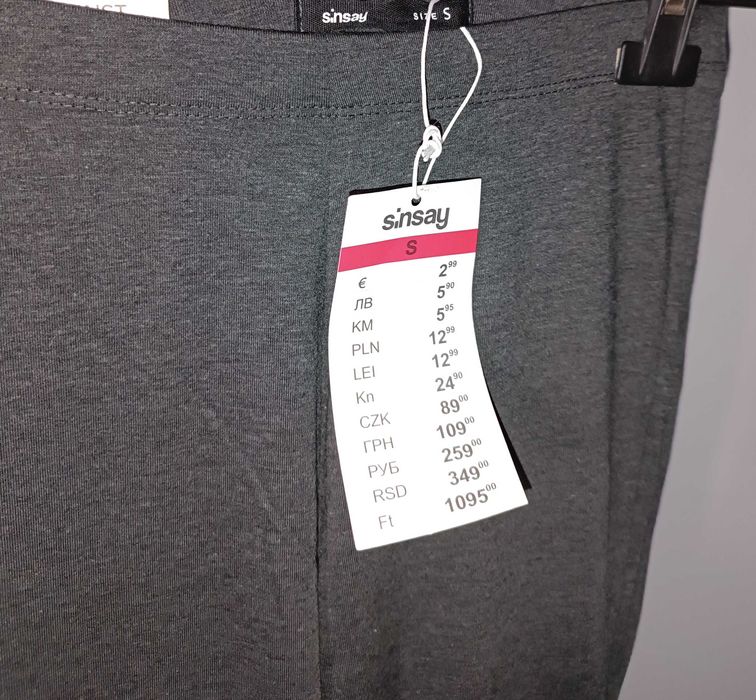 sinsay SIZE S
sinsay
S
€ 2⁹⁹
ЛВ 5⁹⁰
KM 5⁹⁵
PLN 12⁹⁹
LEI 12⁹⁹
Kn 24⁹⁰
CZK 89⁰⁰
ГРН 109⁰⁰
РУБ 259⁰⁰
RSD 349⁰⁰
Ft 1095⁰⁰